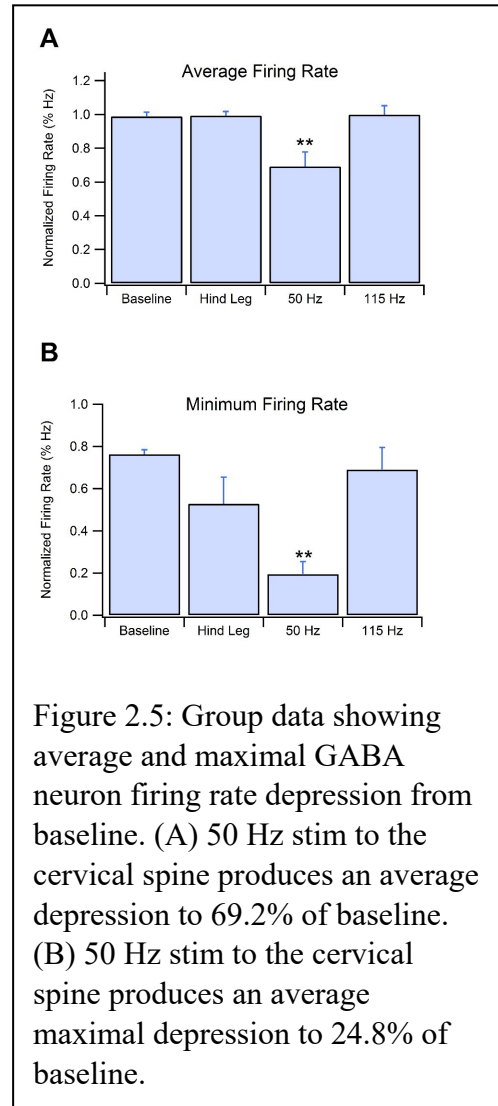 A
Average Firing Rate
Normalized Firing Rate (% Hz)
1.2
1.0
0.8
0.6
0.4
0.2
0.0
**
Baseline Hind Leg 50 Hz 115 Hz
B
Minimum Firing Rate
Normalized Firing Rate (% Hz)
1.0
0.8
0.6
0.4
0.2
0.0
**
Baseline Hind Leg 50 Hz 115 Hz
Figure 2.5: Group data showing
average and maximal GABA
neuron firing rate depression from
baseline. (A) 50 Hz stim to the
cervical spine produces an average
depression to 69.2% of baseline.
(B) 50 Hz stim to the cervical
spine produces an average
maximal depression to 24.8% of
baseline.